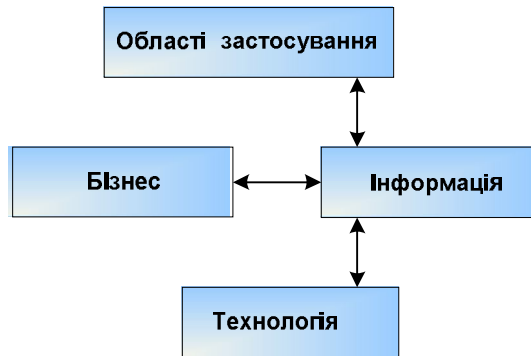 Області застосування
Бізнес
Інформація
Технологія